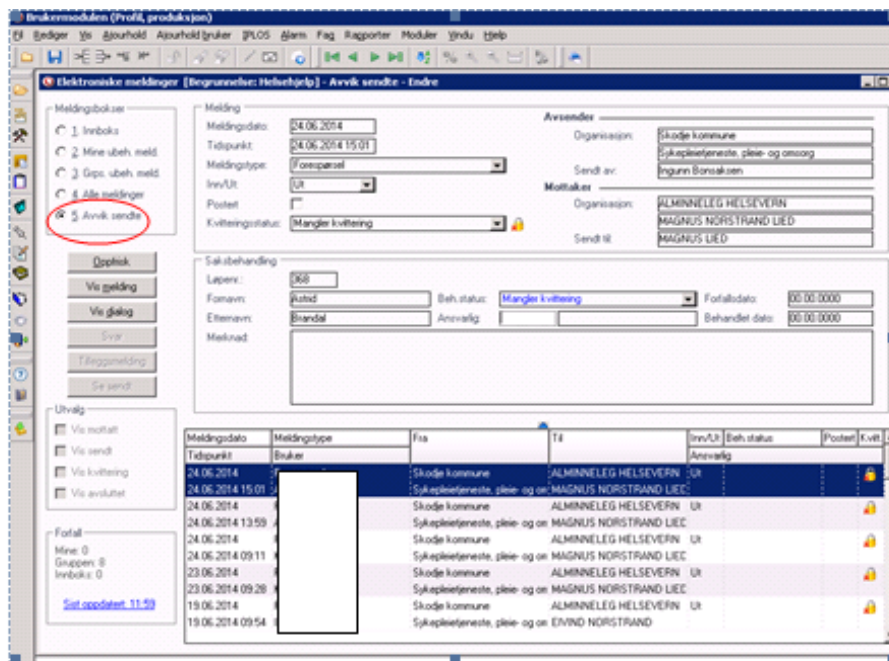 Brukermodulen (Profil, produksjon)
Fil Rediger Vis Ajourhold Ajourhold bruker IPLOS Alarm Fag Rapporter Moduler Vindu Hjelp
Elektroniske meldinger [Begrunnelse: Helsehjelp] - Avvik sendte - Endre
Meldingsbokser
1. Innboks
2. Mine ubeh. meld.
3. Grps. ubeh. meld.
4. Alle meldinger
5. Avvik sendte
Oppfrisk
Vis melding
Vis dialog
Svar
Tilleggsmelding
Se sendt
Utvalg
Vis mottatt
Vis sendt
Vis kvittering
Vis avsluttet
Forfall
Mine: 0
Gruppen: 8
Innboks: 0
Sist oppdatert: 11:59
Melding
Meldingsdato: 24.06.2014
Tidspunkt: 24.06.2014 15:01
Meldingstype: Forespørsel
Inn/Ut: Ut
Postert
Kvitteringsstatus: Mangler kvittering
Avsender
Organisasjon: Skodje kommune
Sykepleietjeneste, pleie- og omsorg
Sendt av: Ingunn Bonsaksen
Mottaker
Organisasjon: ALMINNELEG HELSEVERN
MAGNUS NORSTRAND LIED
Sendt til: MAGNUS LIED
Saksbehandling
Løpenr.: 368
Fornavn: Astrid Beh.status: Mangler kvittering Forfallsdato: 00.00.0000
Etternavn: Brandal Ansvarlig: Behandlet dato: 00.00.0000
Merknad:
Meldingsdato Meldingstype Fra Til Inn/Ut Beh.status Postert Kvitt.
Tidspunkt Bruker Ansvarlig
24.06.2014 Skodje kommune ALMINNELEG HELSEVERN Ut
24.06.2014 15:01 Sykepleietjeneste, pleie- og om MAGNUS NORSTRAND LIED
24.06.2014 Skodje kommune ALMINNELEG HELSEVERN Ut
24.06.2014 13:59 Sykepleietjeneste, pleie- og om MAGNUS NORSTRAND LIED
24.06.2014 Skodje kommune ALMINNELEG HELSEVERN Ut
24.06.2014 09:11 Sykepleietjeneste, pleie- og om MAGNUS NORSTRAND LIED
23.06.2014 Skodje kommune ALMINNELEG HELSEVERN Ut
23.06.2014 09:28 Sykepleietjeneste, pleie- og om MAGNUS NORSTRAND LIED
19.06.2014 Skodje kommune ALMINNELEG HELSEVERN Ut
19.06.2014 09:54 Sykepleietjeneste, pleie- og om EIVIND NORSTRAND